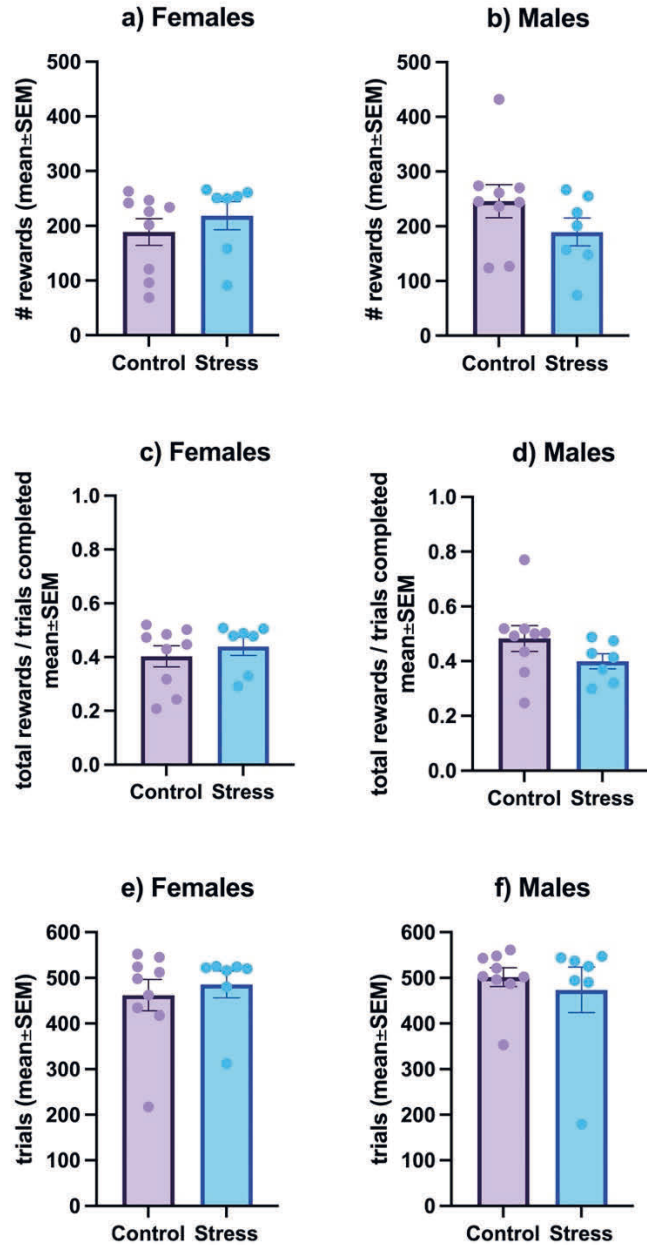 a) Females
# rewards (mean±SEM)
500
400
300
200
100
0
Control Stress
b) Males
# rewards (mean±SEM)
500
400
300
200
100
0
Control Stress
c) Females
total rewards / trials completed
mean±SEM
1.0
0.8
0.6
0.4
0.2
0.0
Control Stress
d) Males
total rewards / trials completed
mean±SEM
1.0
0.8
0.6
0.4
0.2
0.0
Control Stress
e) Females
trials (mean±SEM)
600
500
400
300
200
100
0
Control Stress
f) Males
trials (mean±SEM)
600
500
400
300
200
100
0
Control Stress